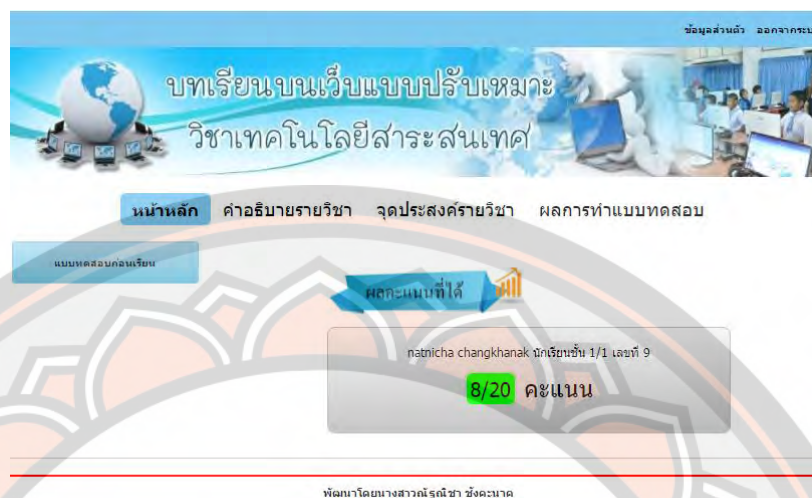 ข้อมูลส่วนตัว ออกจากระบ
บทเรียนบนเว็บแบบปรับเหมาะ
วิชาเทคโนโลยีสาระสนเทศ
หน้าหลัก คำอธิบายรายวิชา จุดประสงค์รายวิชา ผลการทำแบบทดสอบ
แบบทดสอบก่อนเรียน
ผลคะแนนที่ได้
natnicha changkhanak นักเรียนชั้น 1/1 เลขที่ 9
8/20 คะแนน
พัฒนาโดยนางสาวณัฐณิชา ชั่งคะนาค